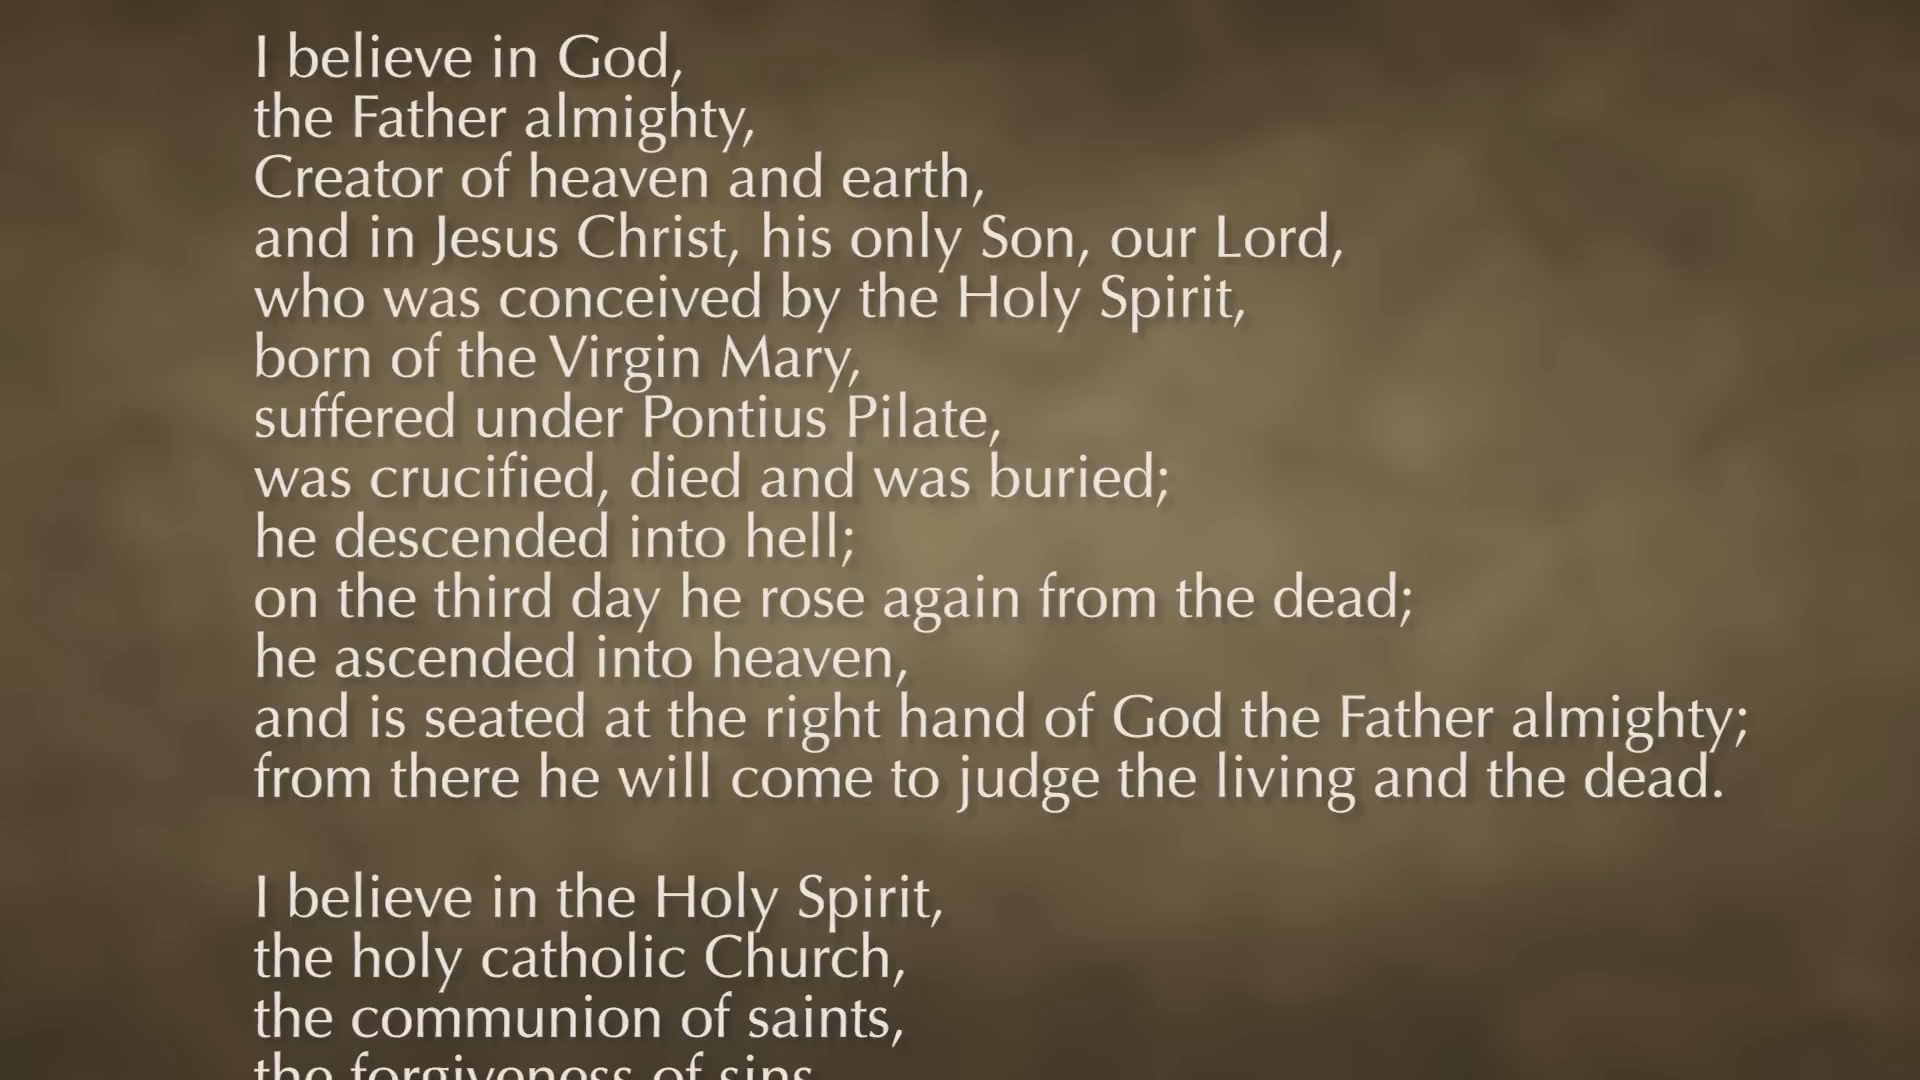 I believe in God,
the Father almighty,
Creator of heaven and earth,
and in Jesus Christ, his only Son, our Lord,
who was conceived by the Holy Spirit,
born of the Virgin Mary,
suffered under Pontius Pilate,
was crucified, died and was buried;
he descended into hell;
on the third day he rose again from the dead;
he ascended into heaven,
and is seated at the right hand of God the Father almighty;
from there he will come to judge the living and the dead.
I believe in the Holy Spirit,
the holy catholic Church,
the communion of saints,
the forgiveness of sins